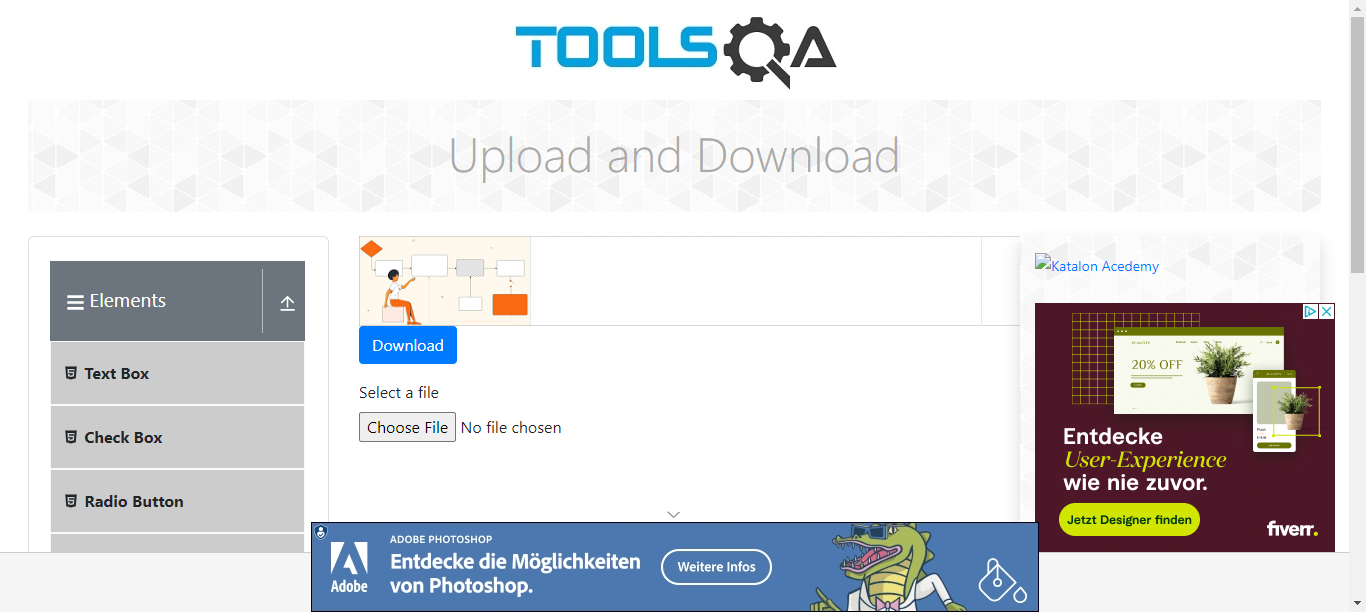 TOOLSQA
Upload and Download
Elements
Text Box
Check Box
Radio Button
Download
Select a file
Choose File No file chosen
Katalon Acedemy
20% OFF
Entdecke
User-Experience
wie nie zuvor.
Jetzt Designer finden
fiverr.
Adobe
ADOBE PHOTOSHOP
Entdecke die Möglichkeiten
von Photoshop.
Weitere Infos